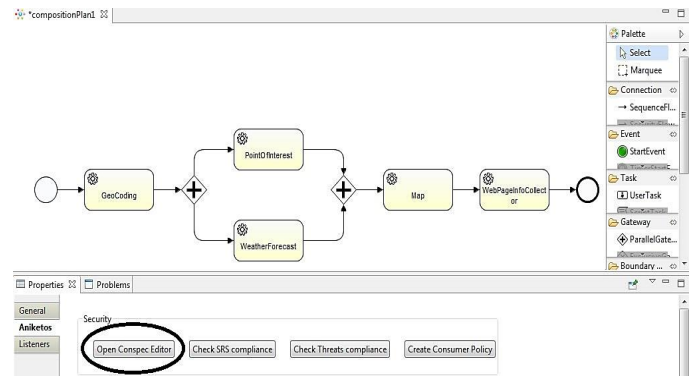 *compositionPlan1
Palette
Select
Marquee
Connection
SequenceFl...
Event
StartEvent
Task
UserTask
Gateway
ParallelGate...
Boundary ...
PointOfInterest
GeoCoding
Map
WebPageInfoCollect
or
WeatherForecast
Properties
Problems
General
Aniketos
Listeners
Security
Open Conspec Editor
Check SRS compliance
Check Threats compliance
Create Consumer Policy